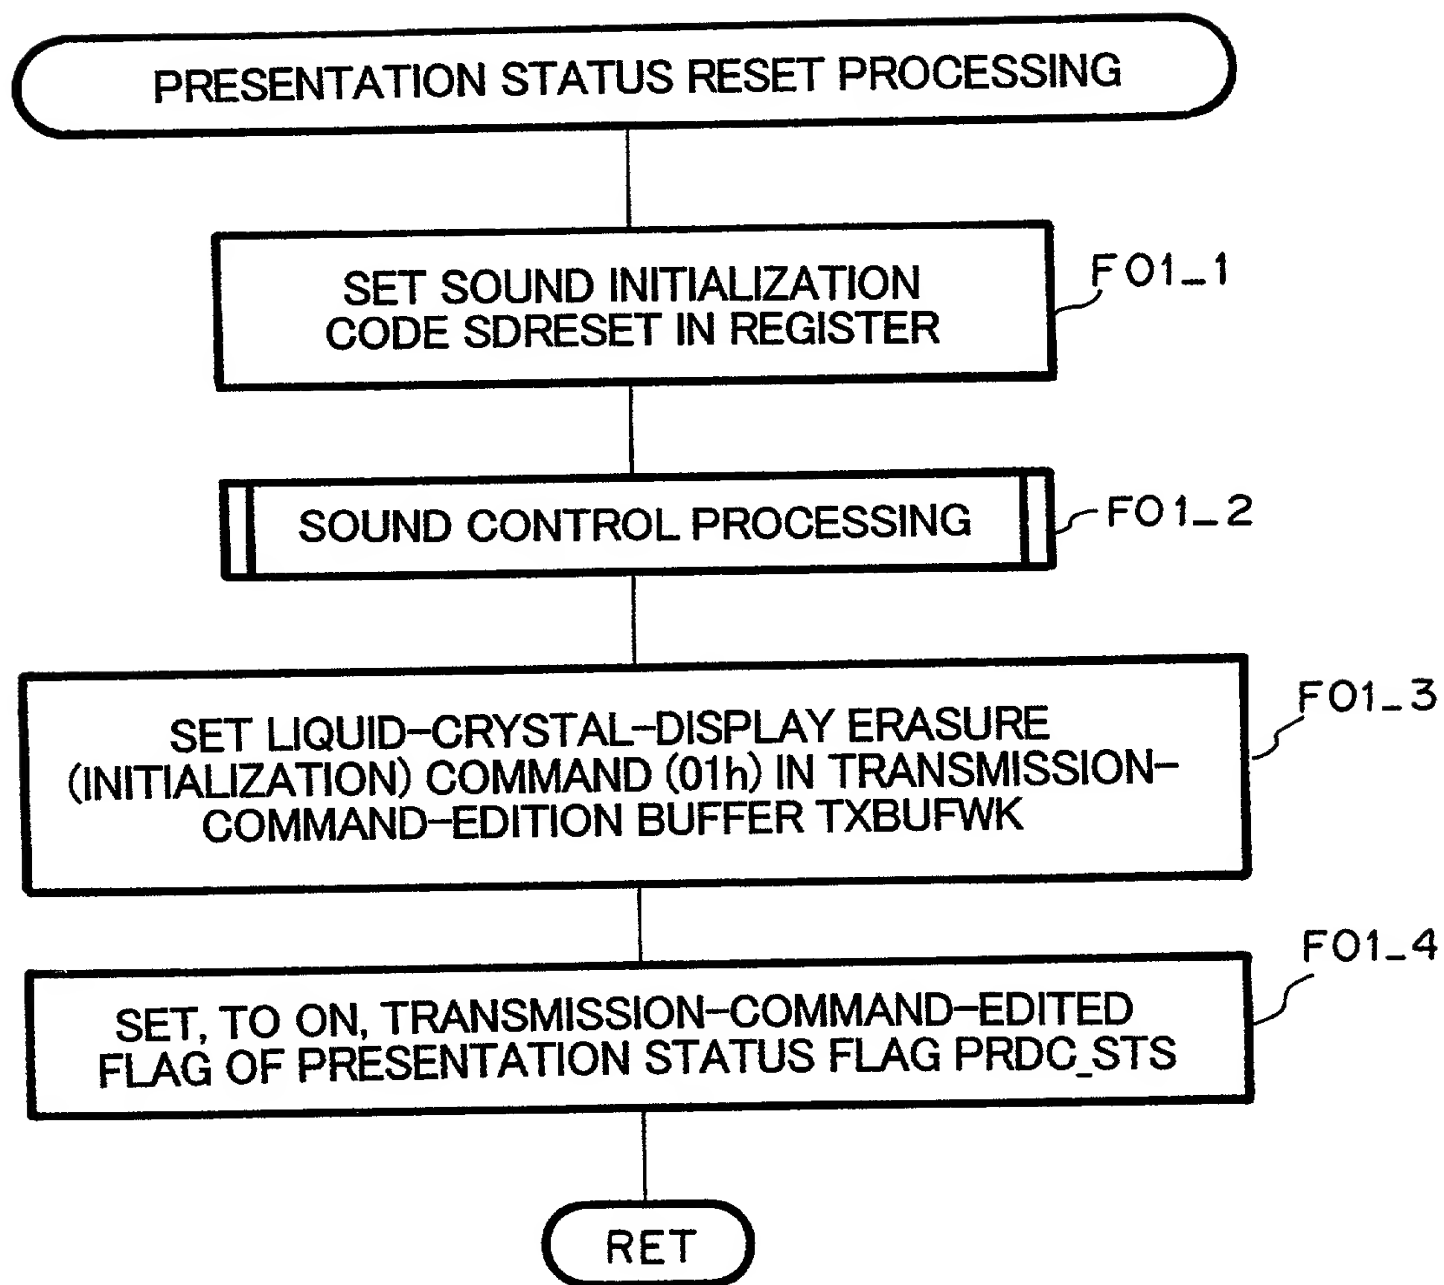 PRESENTATION STATUS RESET PROCESSING
SET SOUND INITIALIZATION
CODE SDRESET IN REGISTER
F01_1
SOUND CONTROL PROCESSING
F01_2
SET LIQUID-CRYSTAL-DISPLAY ERASURE
(INITIALIZATION) COMMAND (01h) IN TRANSMISSION-
COMMAND-EDITION BUFFER TXBUFWK
F01_3
SET, TO ON, TRANSMISSION-COMMAND-EDITED
FLAG OF PRESENTATION STATUS FLAG PRDC_STS
F01_4
RET